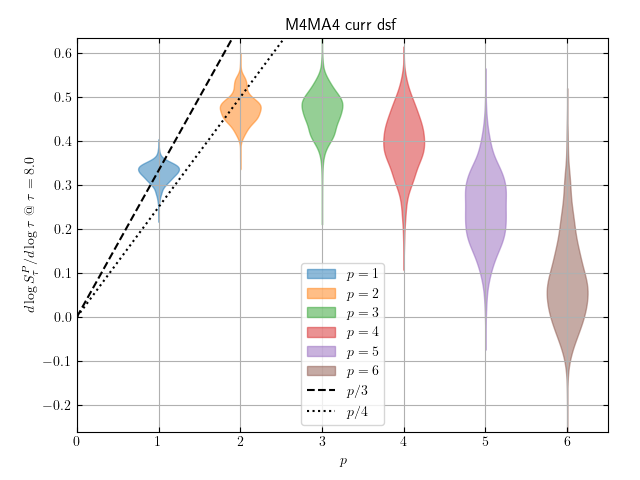 M4MA4 curr dsf
0.6
0.5
0.4
0.3
0.2
0.1
0.0
−0.1
−0.2
d log S_τ^P / d log τ @ τ = 8.0
p = 1
p = 2
p = 3
p = 4
p = 5
p = 6
p/3
p/4
0 1 2 3 4 5 6
p